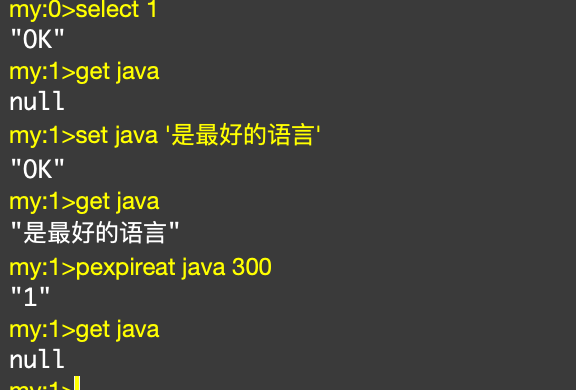 my:0>select 1
"OK"
my:1>get java
null
my:1>set java '是最好的语言'
"OK"
my:1>get java
"是最好的语言"
my:1>pexpireat java 300
"1"
my:1>get java
null
my:1>